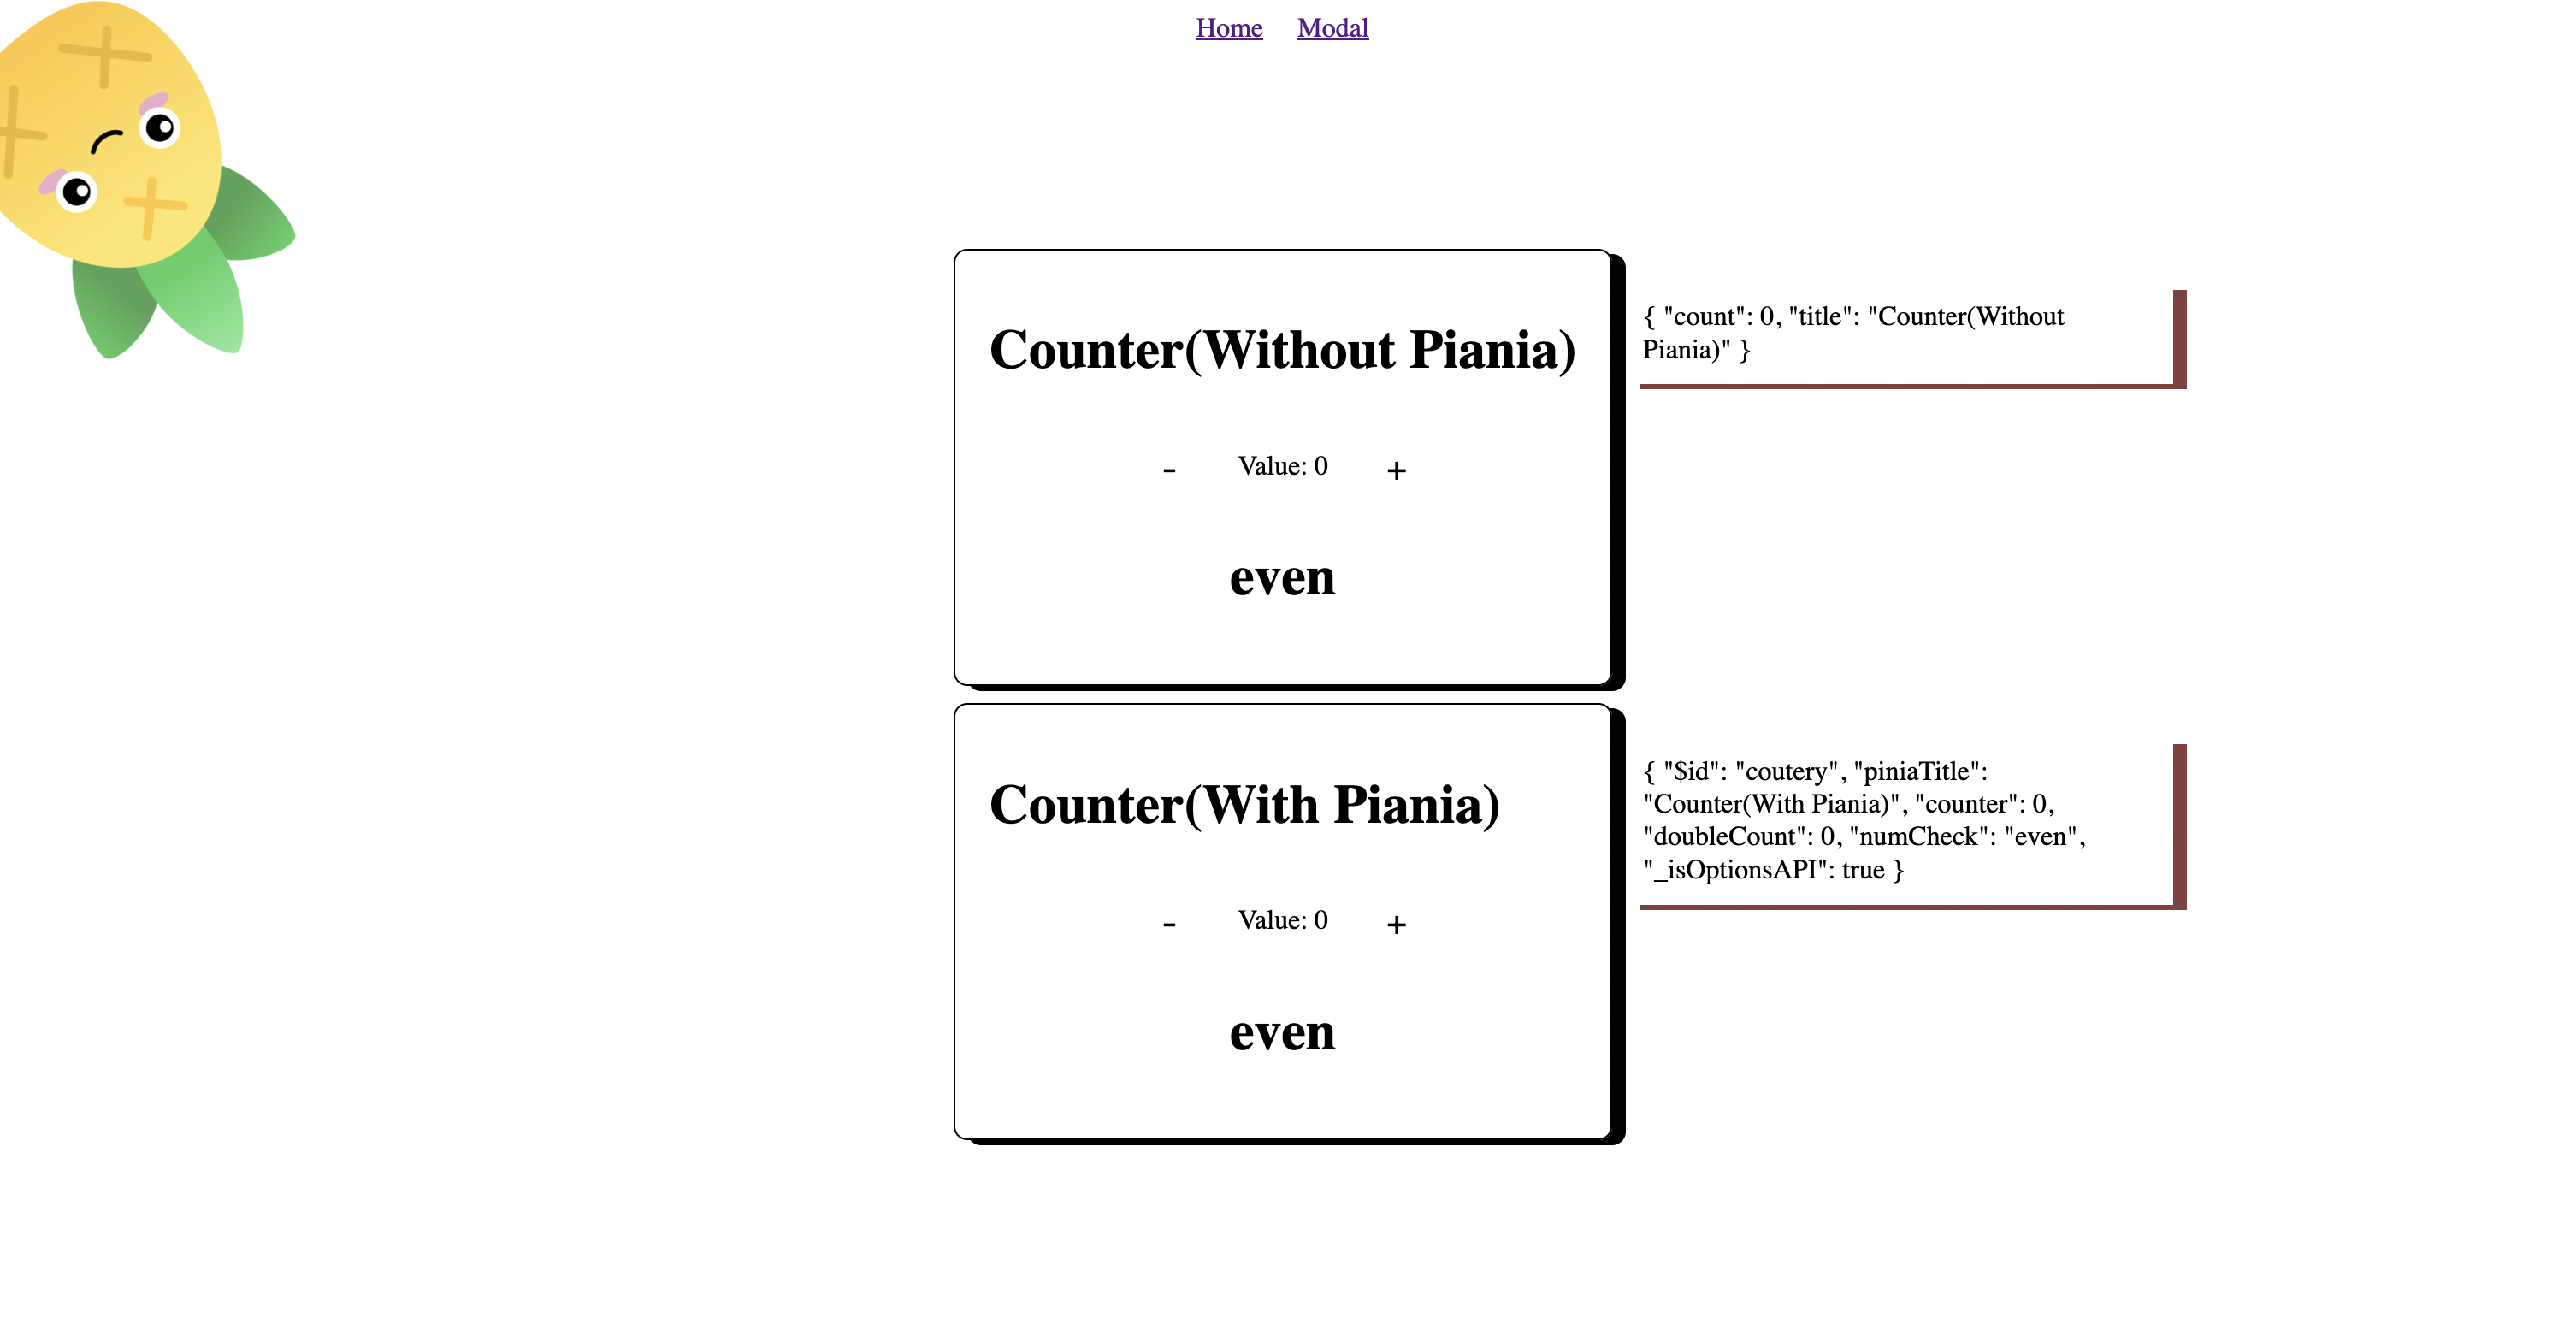 Home Modal
Counter(Without Piania)
- Value: 0 +
even
{ "count": 0, "title": "Counter(Without
Piania)" }
Counter(With Piania)
- Value: 0 +
even
{ "$id": "coutery", "piniaTitle":
"Counter(With Piania)", "counter": 0,
"doubleCount": 0, "numCheck": "even",
"_isOptionsAPI": true }